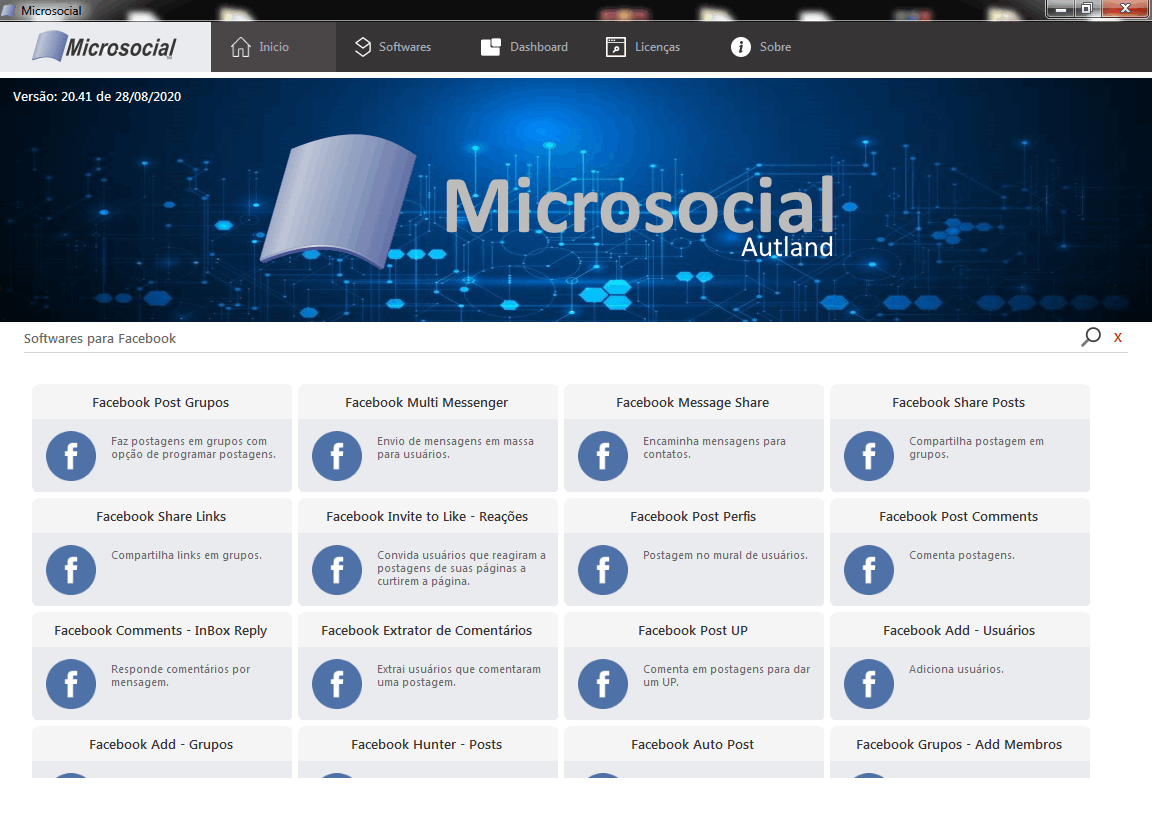 Microsocial
Microsocial
Inicio
Softwares
Dashboard
Licenças
Sobre
Versão: 20.41 de 28/08/2020
Microsocial
Autland
Softwares para Facebook
X
Facebook Post Grupos
Faz postagens em grupos com
opção de programar postagens.
Facebook Multi Messenger
Envio de mensagens em massa
para usuários.
Facebook Message Share
Encaminha mensagens para
contatos.
Facebook Share Posts
Compartilha postagem em
grupos.
Facebook Share Links
Compartilha links em grupos.
Facebook Invite to Like - Reações
Convida usuários que reagiram a
postagens de suas páginas a
curtirem a página.
Facebook Post Perfis
Postagem no mural de usuários.
Facebook Post Comments
Comenta postagens.
Facebook Comments - InBox Reply
Responde comentários por
mensagem.
Facebook Extrator de Comentários
Extrai usuários que comentaram
uma postagem.
Facebook Post UP
Comenta em postagens para dar
um UP.
Facebook Add - Usuários
Adiciona usuários.
Facebook Add - Grupos
Facebook Hunter - Posts
Facebook Auto Post
Facebook Grupos - Add Membros